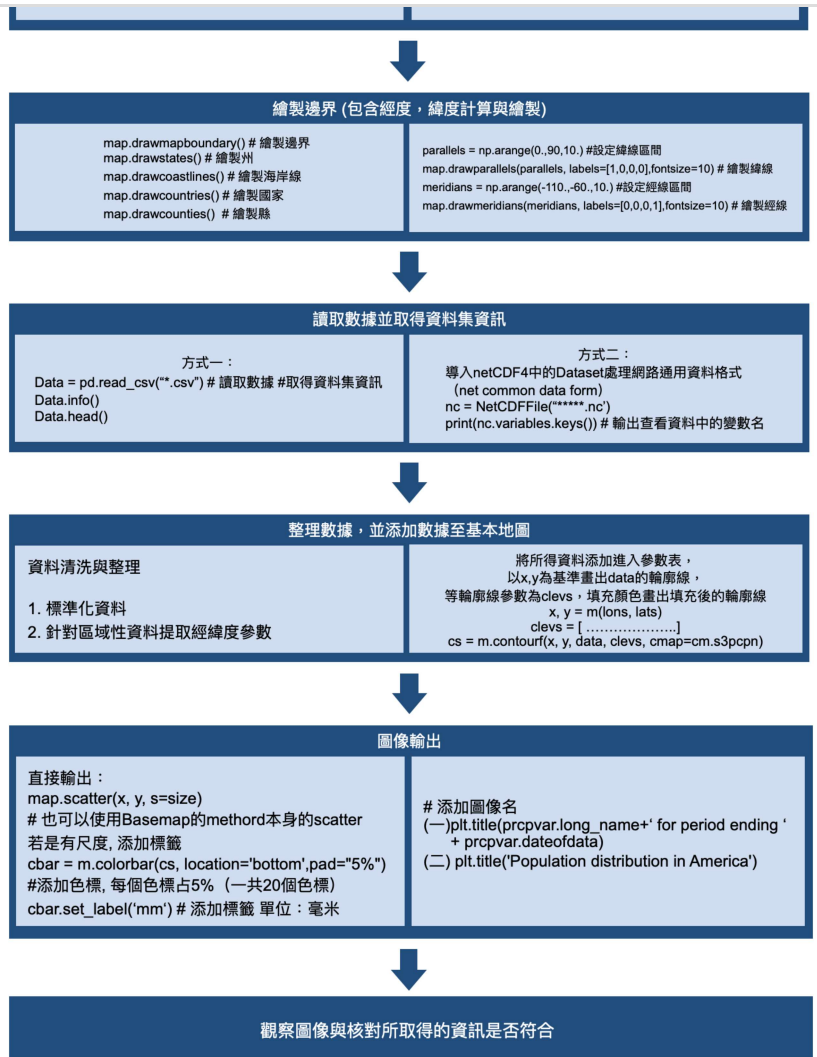 繪製邊界 (包含經度，緯度計算與繪製)
map.drawmapboundary() # 繪製邊界
map.drawstates() # 繪製州
map.drawcoastlines() # 繪製海岸線
map.drawcountries() # 繪製國家
map.drawcounties()  # 繪製縣
parallels = np.arange(0.,90,10.) #設定緯線區間
map.drawparallels(parallels, labels=[1,0,0,0],fontsize=10) # 繪製緯線
meridians = np.arange(-110.,-60.,10.) #設定經線區間
map.drawmeridians(meridians, labels=[0,0,0,1],fontsize=10) # 繪製經線
讀取數據並取得資料集資訊
方式一：
Data = pd.read_csv(“*.csv”) # 讀取數據 #取得資料集資訊
Data.info()
Data.head()
方式二：
導入netCDF4中的Dataset處理網路通用資料格式
（net common data form）
nc = NetCDFFile(“*****.nc’)
print(nc.variables.keys()) # 輸出查看資料中的變數名
整理數據，並添加數據至基本地圖
資料清洗與整理
1. 標準化資料
2. 針對區域性資料提取經緯度參數
將所得資料添加進入參數表，
以x,y為基準畫出data的輪廓線，
等輪廓線參數為clevs，填充顏色畫出填充後的輪廓線
x, y = m(lons, lats)
clevs = [ ………………..]
cs = m.contourf(x, y, data, clevs, cmap=cm.s3pcpn)
圖像輸出
直接輸出：
map.scatter(x, y, s=size)
# 也可以使用Basemap的methord本身的scatter
若是有尺度, 添加標籤
cbar = m.colorbar(cs, location='bottom',pad="5%")
#添加色標, 每個色標占5%（一共20個色標）
cbar.set_label(‘mm‘) # 添加標籤 單位：毫米
# 添加圖像名
(一)plt.title(prcpvar.long_name+‘ for period ending ‘
+ prcpvar.dateofdata)
(二) plt.title('Population distribution in America')
觀察圖像與核對所取得的資訊是否符合